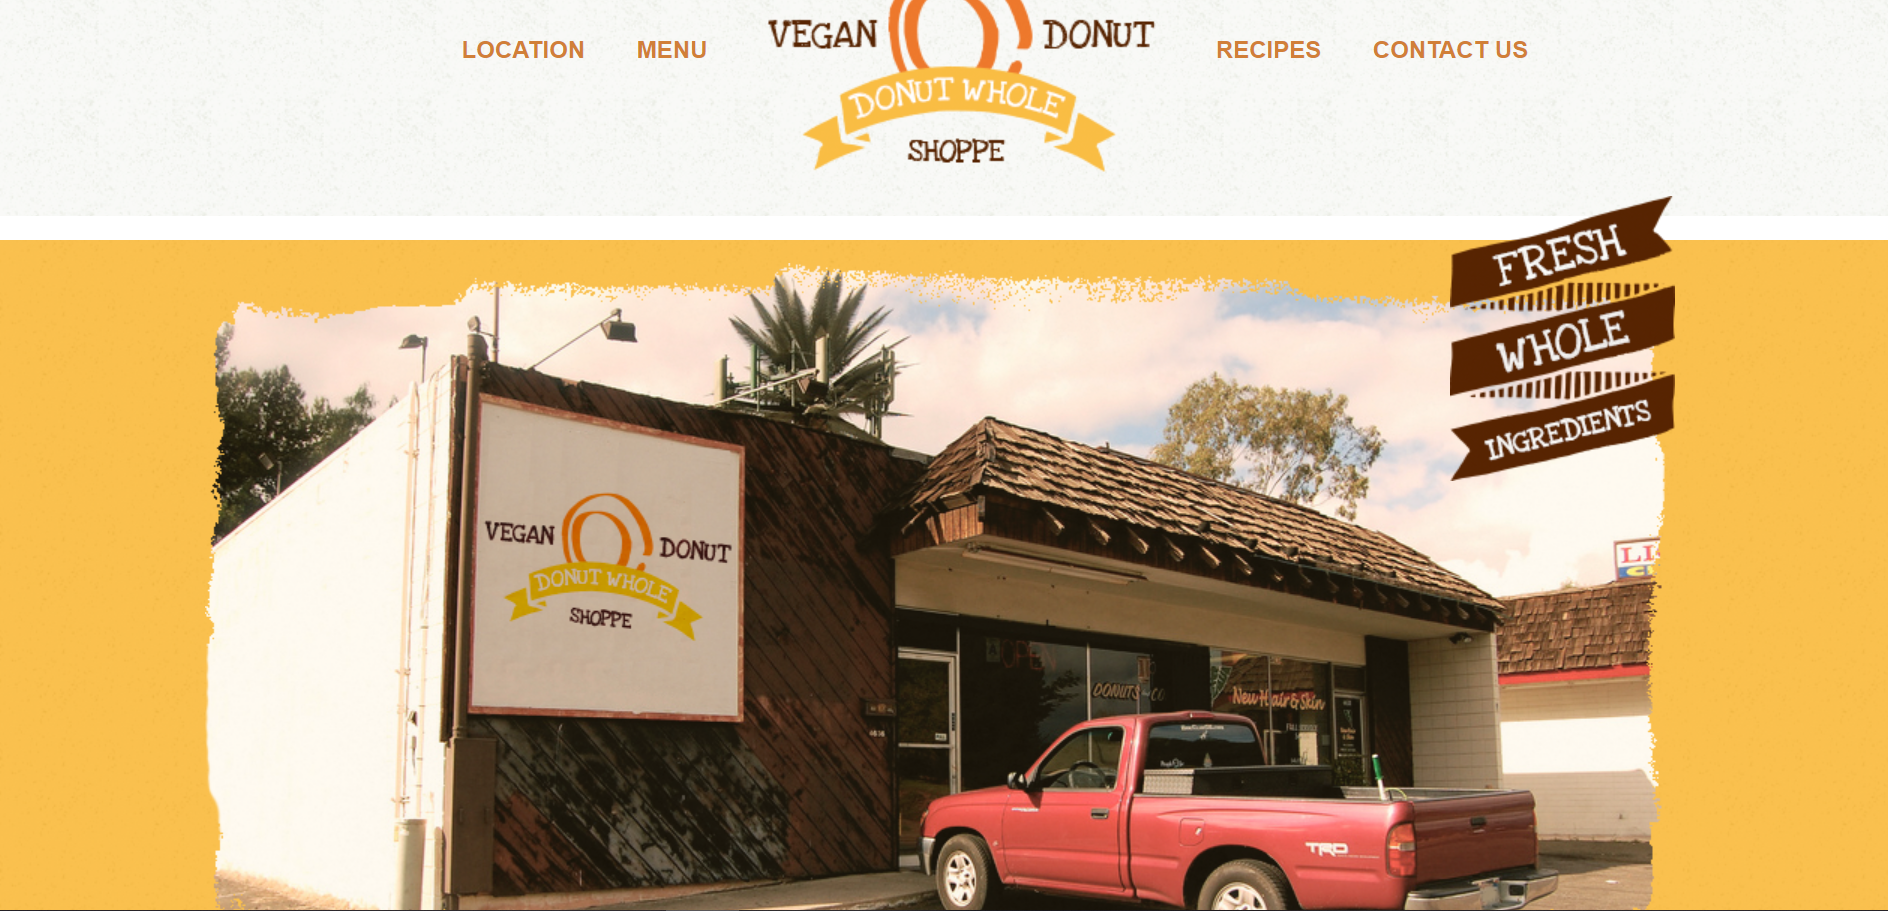 LOCATION
MENU
VEGAN DONUT
DONUT WHOLE
SHOPPE
RECIPES
CONTACT US
FRESH
WHOLE
INGREDIENTS
VEGAN DONUT
DONUT WHOLE
SHOPPE
OPEN
DONUTS
CO
New Hair & Skin
TRD